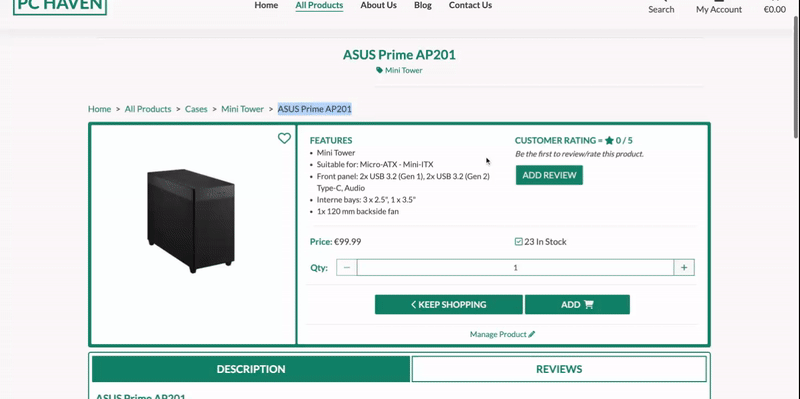 PC HAVEN
Home All Products About Us Blog Contact Us
Search My Account €0.00
ASUS Prime AP201
Mini Tower
Home > All Products > Cases > Mini Tower > ASUS Prime AP201
FEATURES
• Mini Tower
• Suitable for: Micro-ATX - Mini-ITX
• Front panel: 2x USB 3.2 (Gen 1), 2x USB 3.2 (Gen 2)
Type-C, Audio
• Interne bays: 3 x 2.5", 1 x 3.5"
• 1x 120 mm backside fan
CUSTOMER RATING = 0 / 5
Be the first to review/rate this product.
ADD REVIEW
Price: €99.99
23 In Stock
Qty: − 1 +
< KEEP SHOPPING
ADD
Manage Product
DESCRIPTION
REVIEWS
ASUS Prime AP201